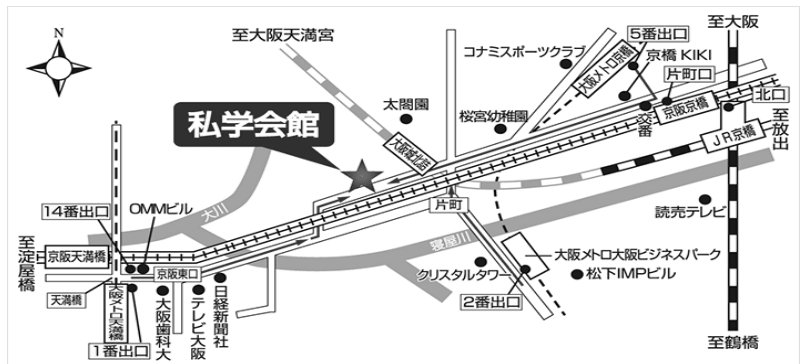 N
至大阪天満宮
コナミスポーツクラブ
大阪メトロ京橋
5番出口
京橋 KIKI
片町口
至大阪
北口
京阪京橋
交番
至放出
JR京橋
太閤園
桜宮幼稚園
大阪城北詰
私学会館
片町
大川
寝屋川
読売テレビ
14番出口
OMMビル
至淀屋橋
京阪天満橋
京阪東口
天満橋
大阪メトロ天満橋
1番出口
大阪歯科大
テレビ大阪
日経新聞社
クリスタルタワー
大阪メトロ大阪ビジネスパーク
松下IMPビル
2番出口
至鶴橋